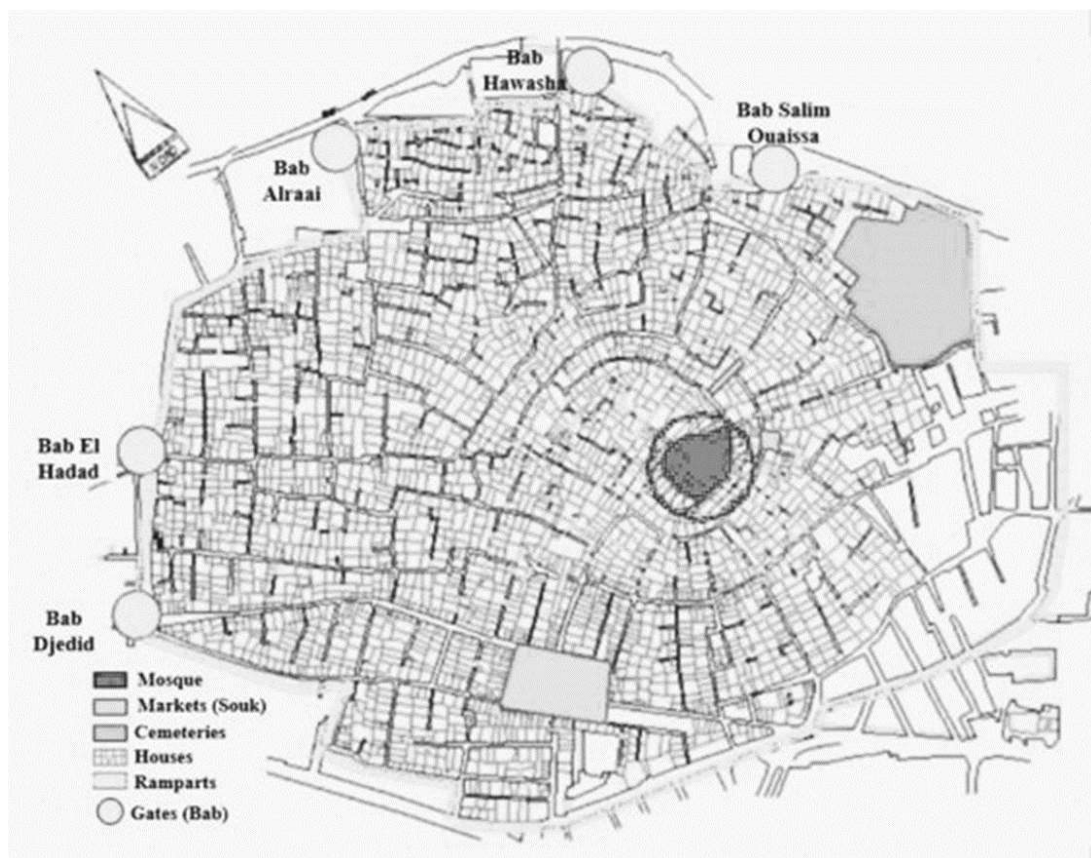 Bab
Hawasha
Bab Salim
Ouaissa
Bab
Alraai
Bab El
Hadad
Bab
Djedid
Mosque
Markets (Souk)
Cemeteries
Houses
Ramparts
Gates (Bab)